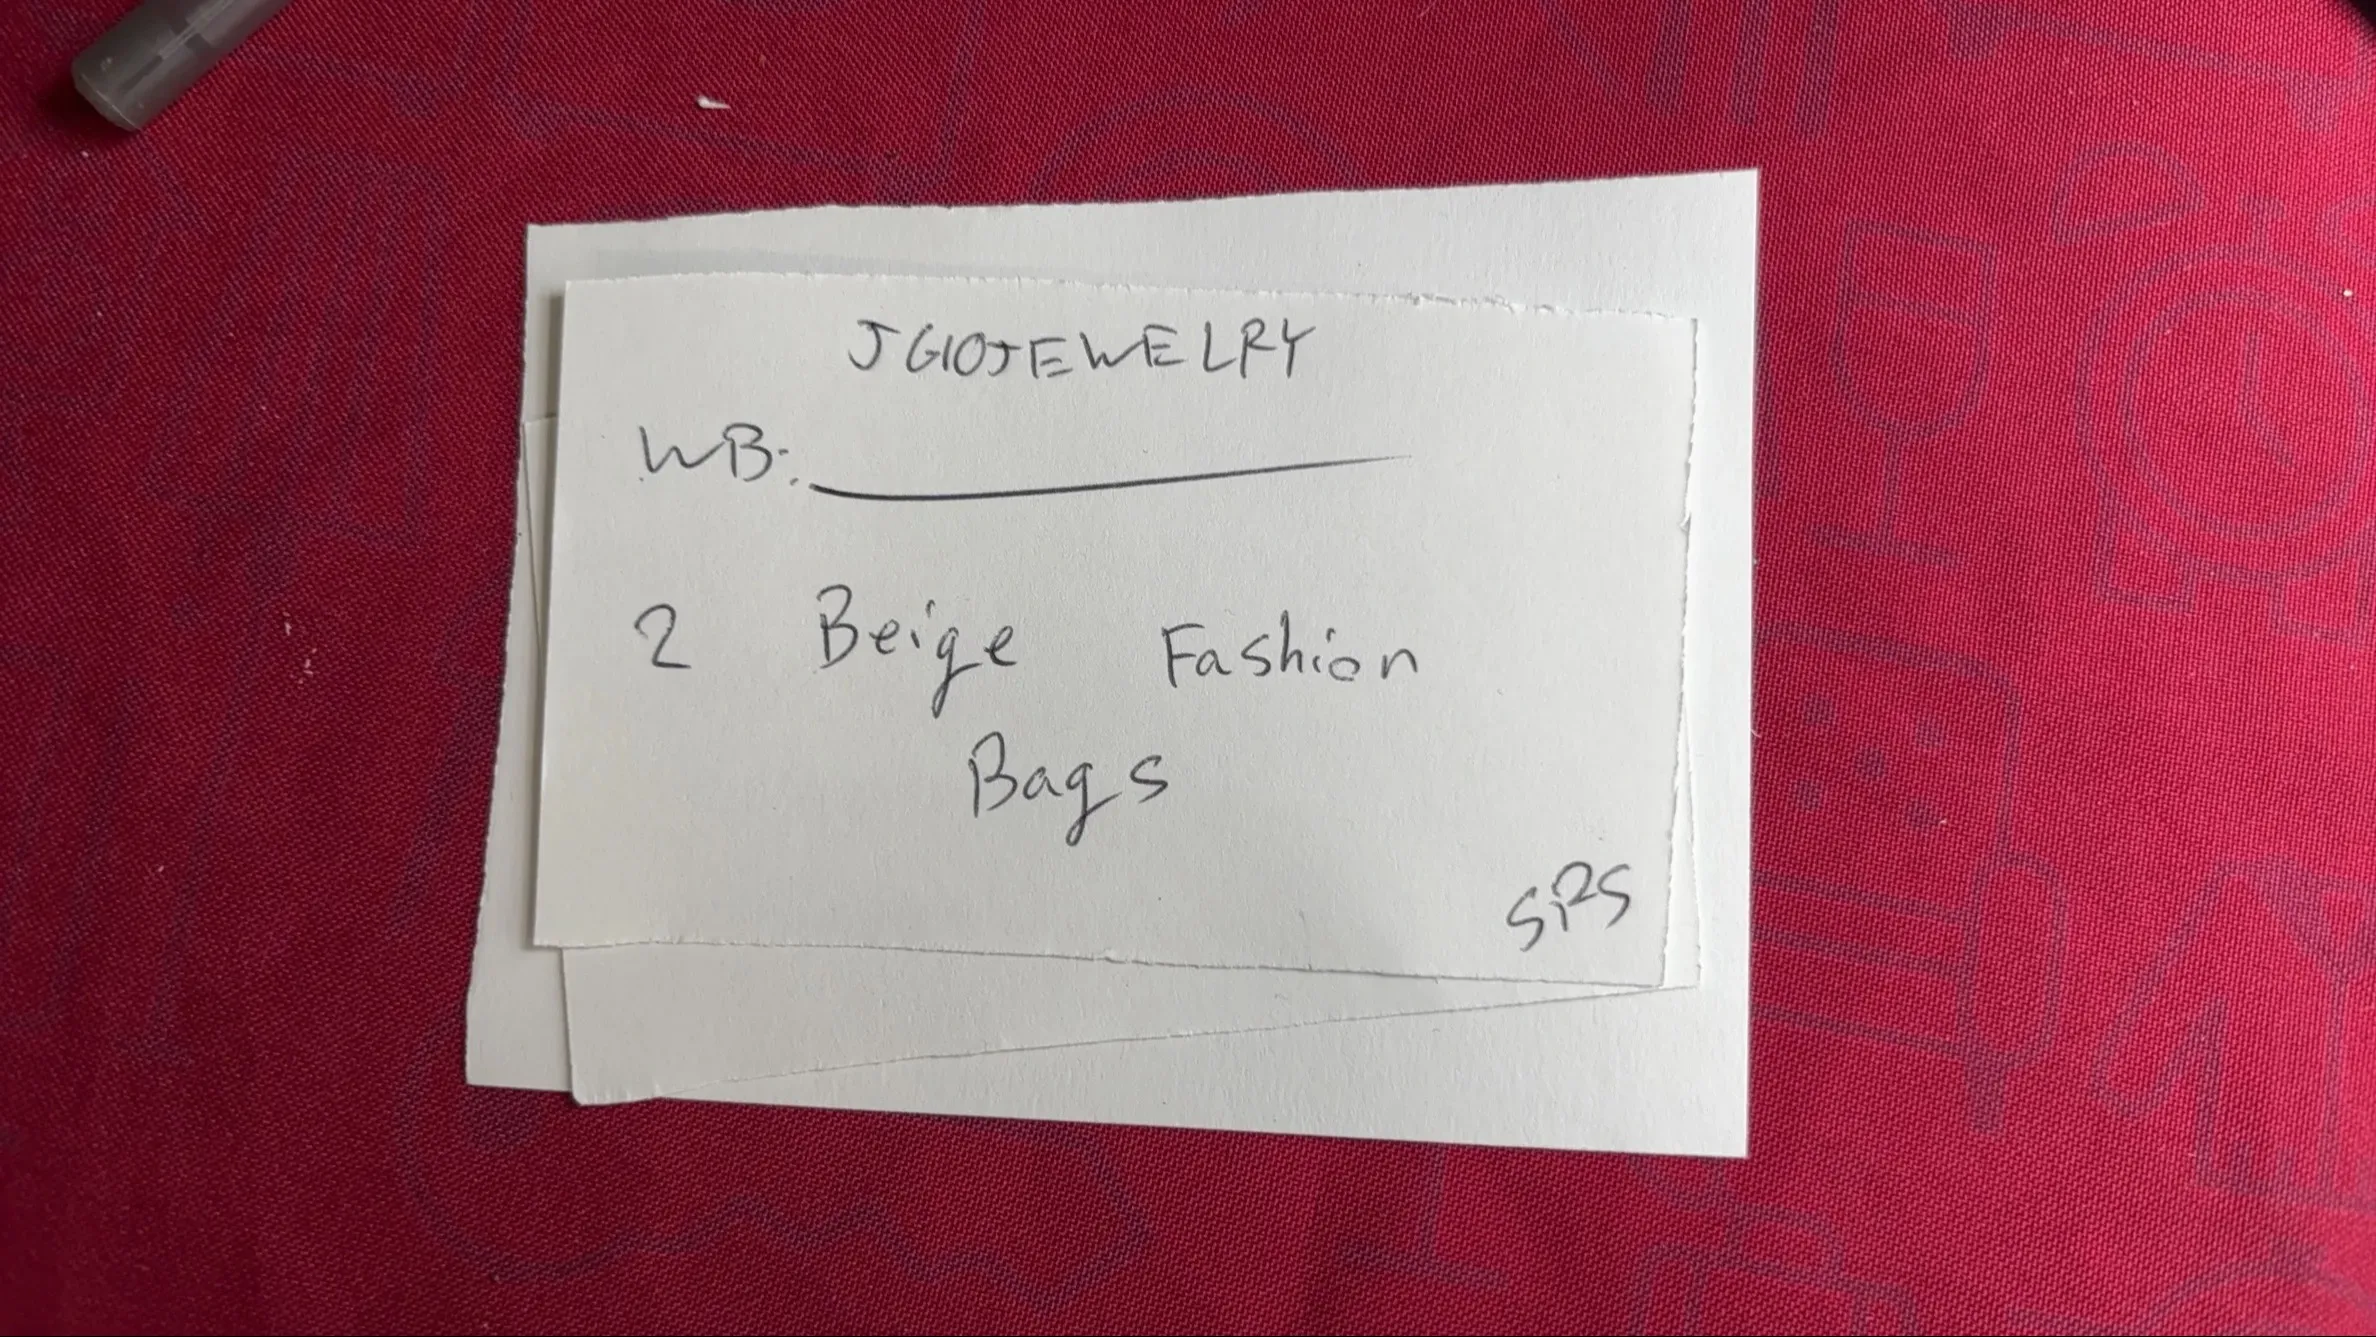 JGIOJEWELRY
WB:
2 Beige Fashion
Bags
SPS